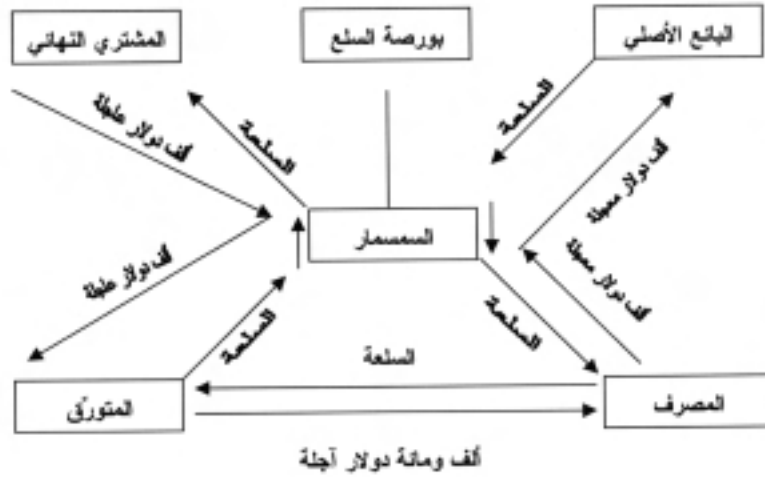 البائع الأصلي
بورصة السلع
المشتري النهائي
السلعة
ألف دولار معجلة
السلعة
ألف دولار عاجلة
السمسمار
ألف دولار معجلة
السلعة
السلعة
ألف دولار عاجلة
السلعة
المصرف
المتورّق
ألف ومائة دولار آجلة